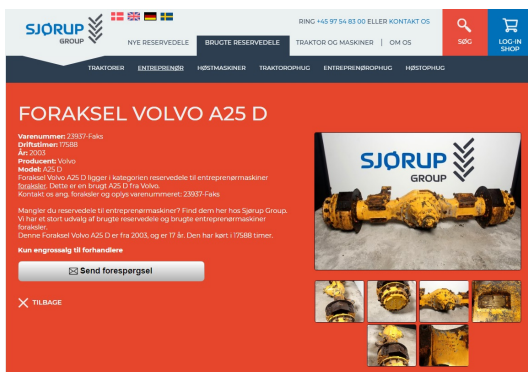 SJØRUP
GROUP
RING +45 97 54 83 00 ELLER KONTAKT OS
NYE RESERVEDELE
BRUGTE RESERVEDELE
TRAKTOR OG MASKINER | OM OS
SØG
LOG-IN
SHOP
TRAKTORER
ENTREPRENØR
HØSTMASKINER
TRAKTOROPHUG
ENTREPRENØROPHUG
HØSTOPHUG
FORAKSEL VOLVO A25 D
Varenummer: 23937-Faks
Driftstimer: 17588
År: 2003
Producent: Volvo
Model: A25 D
Foraksel Volvo A25 D ligger i kategorien reservedele til entreprenørmaskiner
foraksler. Dette er en brugt A25 D fra Volvo.
Kontakt os ang. foraksler og oplys varenummeret: 23937-Faks
Mangler du reservedele til entreprenørmaskiner? Find dem her hos Sjørup Group.
Vi har et stort udvalg af brugte reservedele og brugte entreprenørmaskiner
foraksler.
Denne Foraksel Volvo A25 D er fra 2003, og er 17 år. Den har kørt i 17588 timer.
Kun engrossalg til forhandlere
Send forespørgsel
TILBAGE
SJØRUP
GROUP